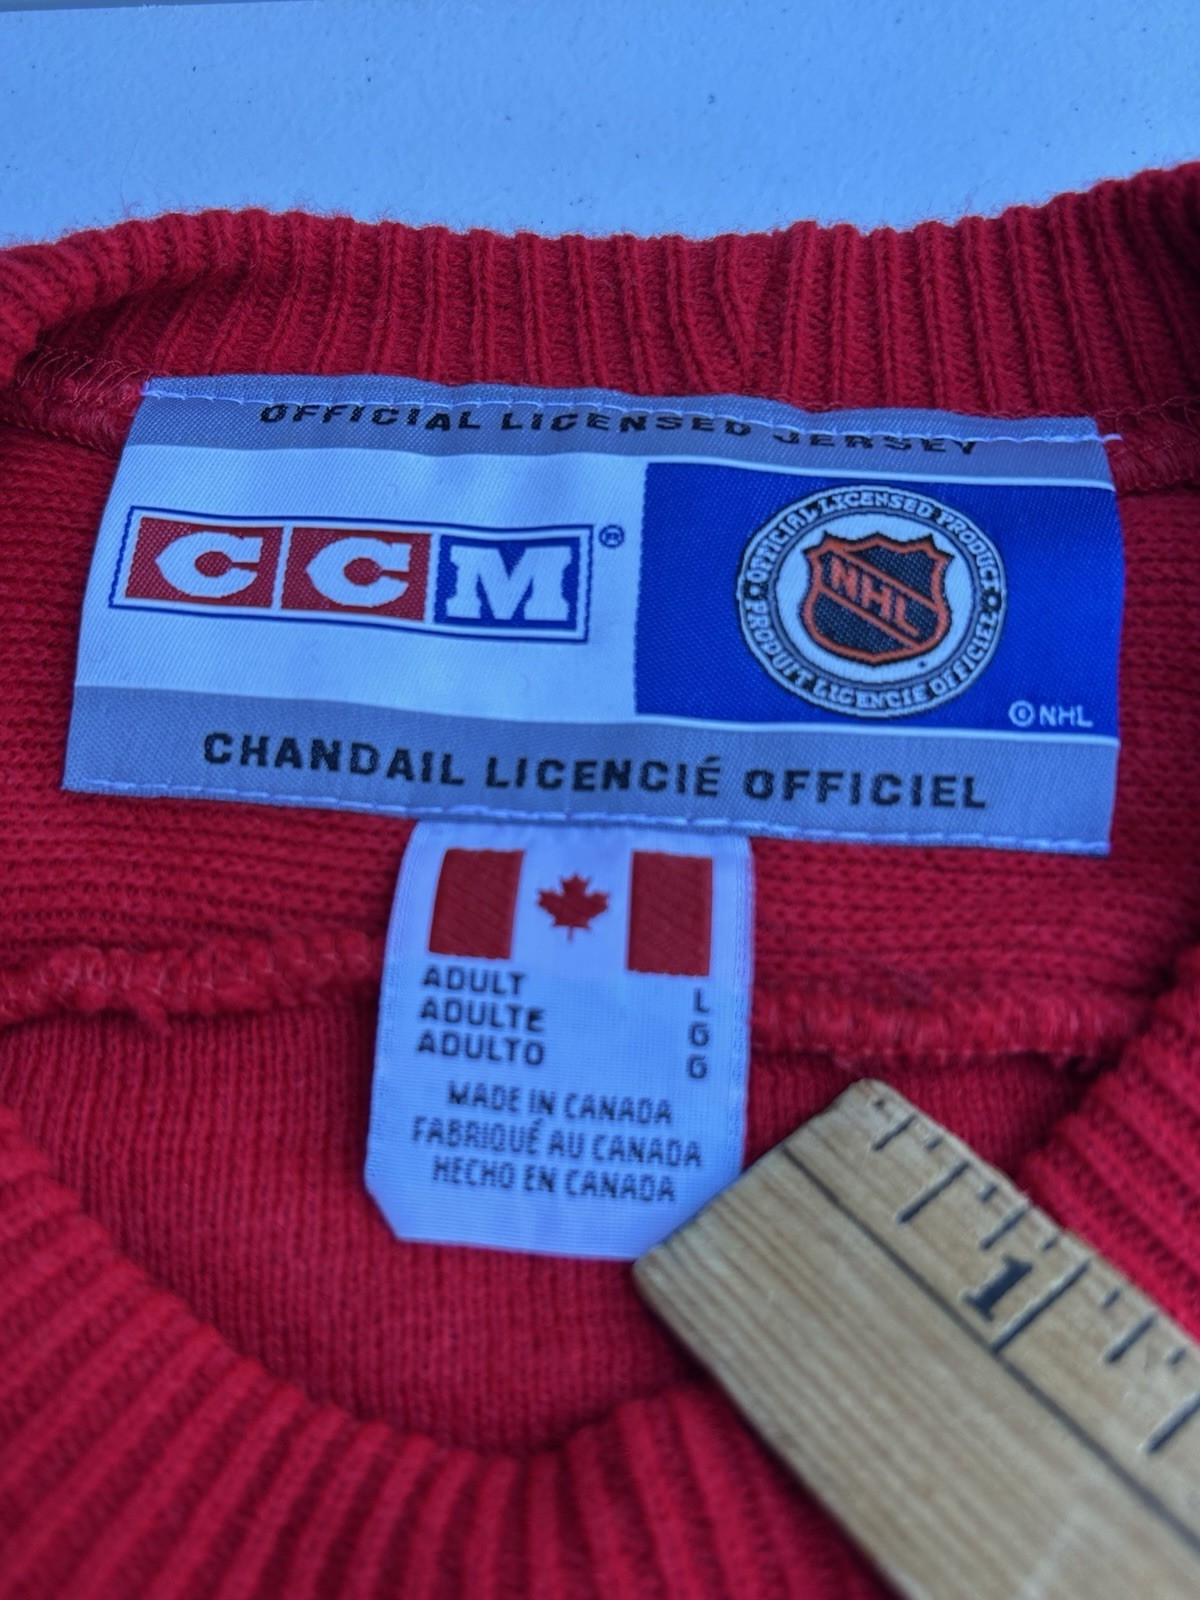 OFFICIAL LICENSED JERSEY
CCM®
OFFICIAL LICENSED PRODUCT
NHL
PRODUIT LICENCIE OFFICIEL
© NHL
CHANDAIL LICENCIÉ OFFICIEL
ADULT L
ADULTE G
ADULTO G
MADE IN CANADA
FABRIQUÉ AU CANADA
HECHO EN CANADA
1